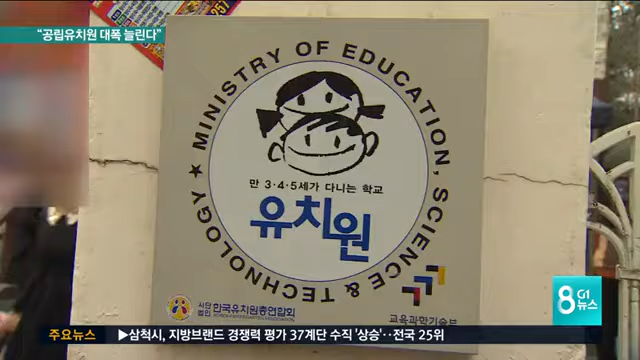 “공립유치원 대폭 늘린다”
MINISTRY OF EDUCATION, SCIENCE & TECHNOLOGY ★
만 3·4·5세가 다니는 학교
유치원
사단법인 한국유치원총연합회
교육과학기술부
8 G1 뉴스
주요뉴스 ▶삼척시, 지방브랜드 경쟁력 평가 37계단 수직 '상승'‥전국 25위